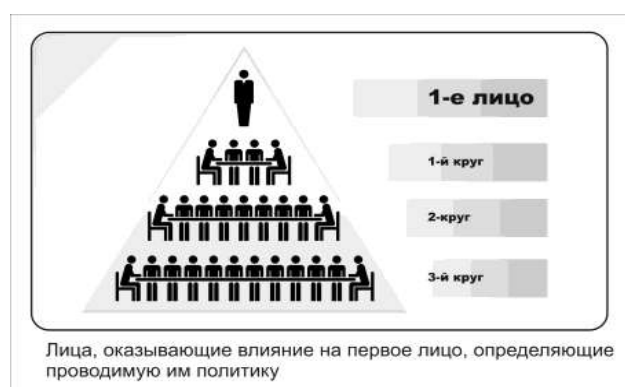 1-е лицо
1-й круг
2-круг
3-й круг
Лица, оказывающие влияние на первое лицо, определяющие
проводимую им политику